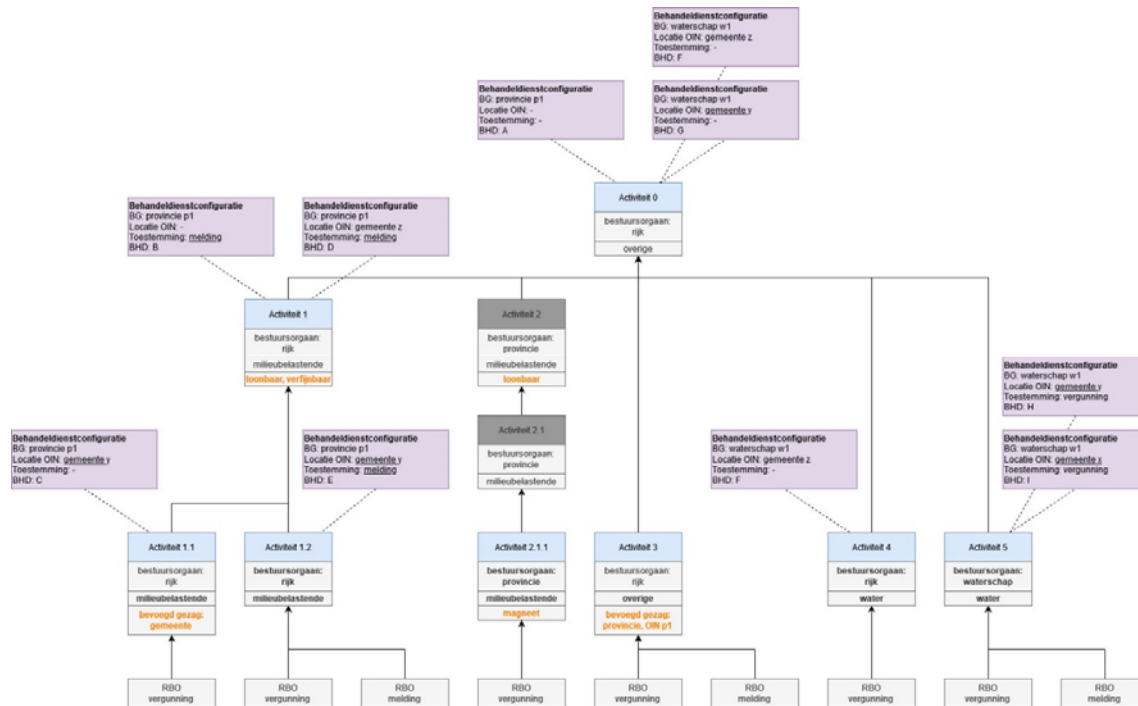 Behandeldienstconfiguratie
BG: waterschap w1
Locatie OIN: gemeente z
Toestemming: -
BHD: F
Behandeldienstconfiguratie
BG: provincie p1
Locatie OIN: -
Toestemming: -
BHD: A
Behandeldienstconfiguratie
BG: waterschap w1
Locatie OIN: gemeente y
Toestemming: -
BHD: G
Activiteit 0
bestuursorgaan:
rijk
overige
Behandeldienstconfiguratie
BG: provincie p1
Locatie OIN: -
Toestemming: melding
BHD: B
Behandeldienstconfiguratie
BG: provincie p1
Locatie OIN: gemeente z
Toestemming: melding
BHD: D
Activiteit 1
bestuursorgaan:
rijk
milieubelastende
loonbaar, verfijnbaar
Activiteit 2
bestuursorgaan:
provincie
milieubelastende
loonbaar
Behandeldienstconfiguratie
BG: waterschap w1
Locatie OIN: gemeente y
Toestemming: vergunning
BHD: H
Activiteit 2.1
bestuursorgaan:
provincie
milieubelastende
Behandeldienstconfiguratie
BG: provincie p1
Locatie OIN: gemeente y
Toestemming: -
BHD: C
Behandeldienstconfiguratie
BG: provincie p1
Locatie OIN: gemeente y
Toestemming: melding
BHD: E
Behandeldienstconfiguratie
BG: waterschap w1
Locatie OIN: gemeente z
Toestemming: -
BHD: F
Behandeldienstconfiguratie
BG: waterschap w1
Locatie OIN: gemeente x
Toestemming: vergunning
BHD: I
Activiteit 1.1
bestuursorgaan:
rijk
milieubelastende
bevoegd gezag:
gemeente
Activiteit 1.2
bestuursorgaan:
rijk
milieubelastende
Activiteit 2.1.1
bestuursorgaan:
provincie
milieubelastende
magneet
Activiteit 3
bestuursorgaan:
rijk
overige
bevoegd gezag:
provincie, OIN p1
Activiteit 4
bestuursorgaan:
rijk
water
Activiteit 5
bestuursorgaan:
waterschap
water
RBO
vergunning
RBO
vergunning
RBO
melding
RBO
vergunning
RBO
vergunning
RBO
melding
RBO
vergunning
RBO
vergunning
RBO
melding